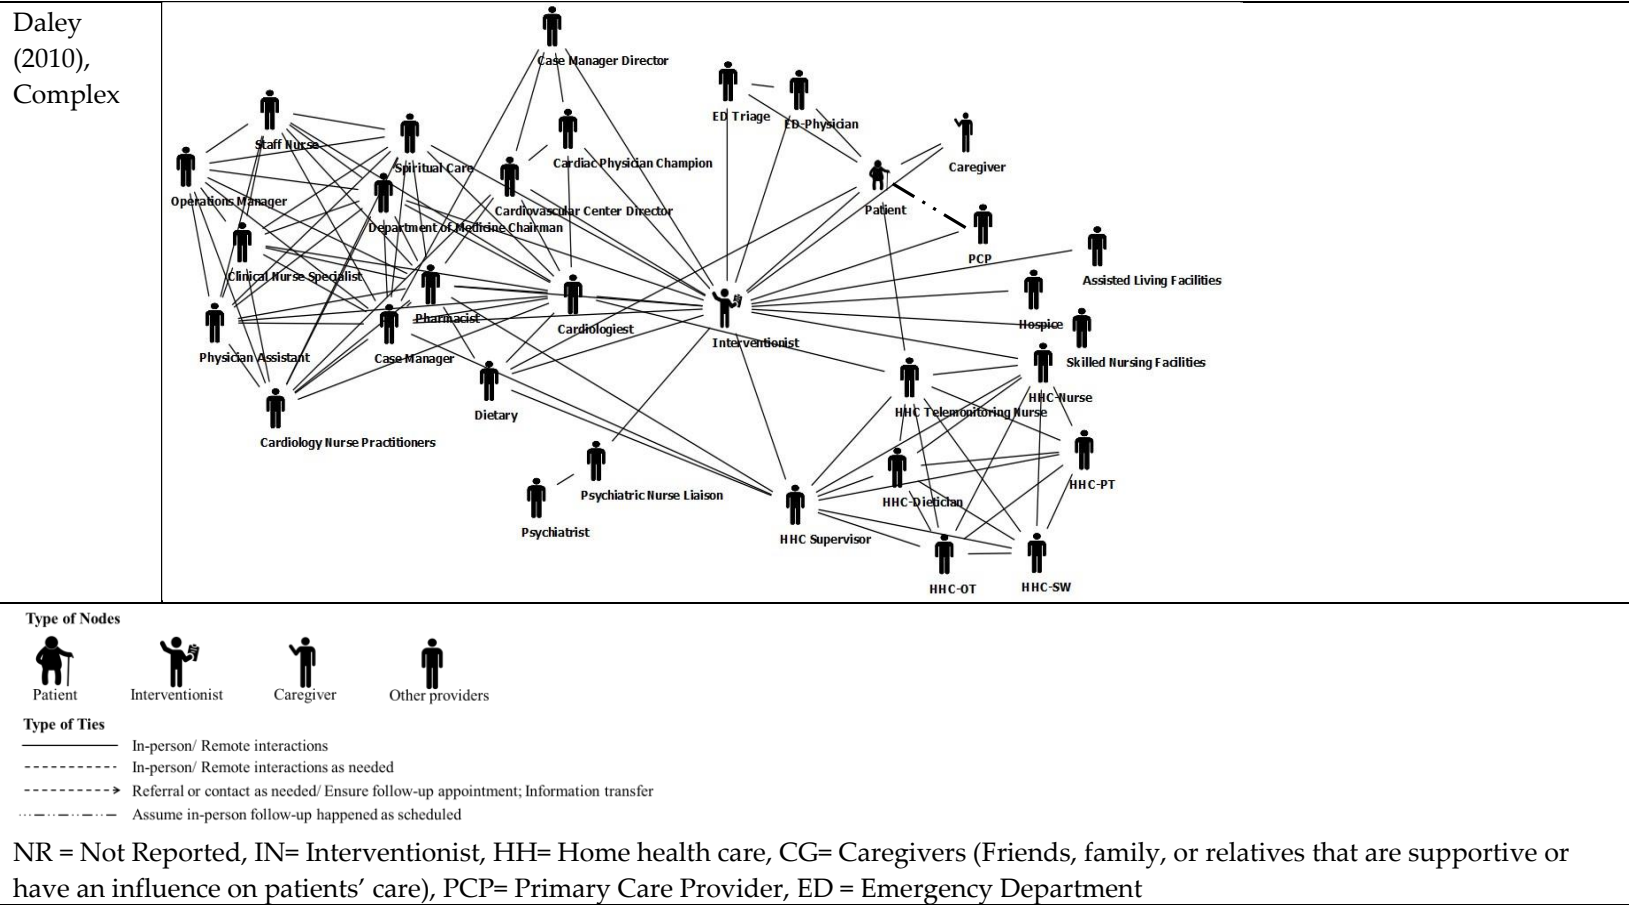 Daley
(2010),
Complex
Case Manager Director
ED Triage
ED-Physician
Staff Nurse
Spiritual Care
Cardiac Physician Champion
Caregiver
Operations Manager
Cardiovascular Center Director
Patient
Department of Medicine Chairman
PCP
Clinical Nurse Specialist
Assisted Living Facilities
Pharmacist
Hospice
Cardiologiest
Interventionist
Physician Assistant
Case Manager
Skilled Nursing Facilities
HHC-Nurse
Dietary
HHC Telemonitoring Nurse
Cardiology Nurse Practitioners
HHC-PT
Psychiatric Nurse Liaison
HHC-Dietician
Psychiatrist
HHC Supervisor
HHC-OT
HHC-SW
Type of Nodes
Patient
Interventionist
Caregiver
Other providers
Type of Ties
In-person/ Remote interactions
In-person/ Remote interactions as needed
Referral or contact as needed/ Ensure follow-up appointment; Information transfer
Assume in-person follow-up happened as scheduled
NR = Not Reported, IN= Interventionist, HH= Home health care, CG= Caregivers (Friends, family, or relatives that are supportive or
have an influence on patients’ care), PCP= Primary Care Provider, ED = Emergency Department